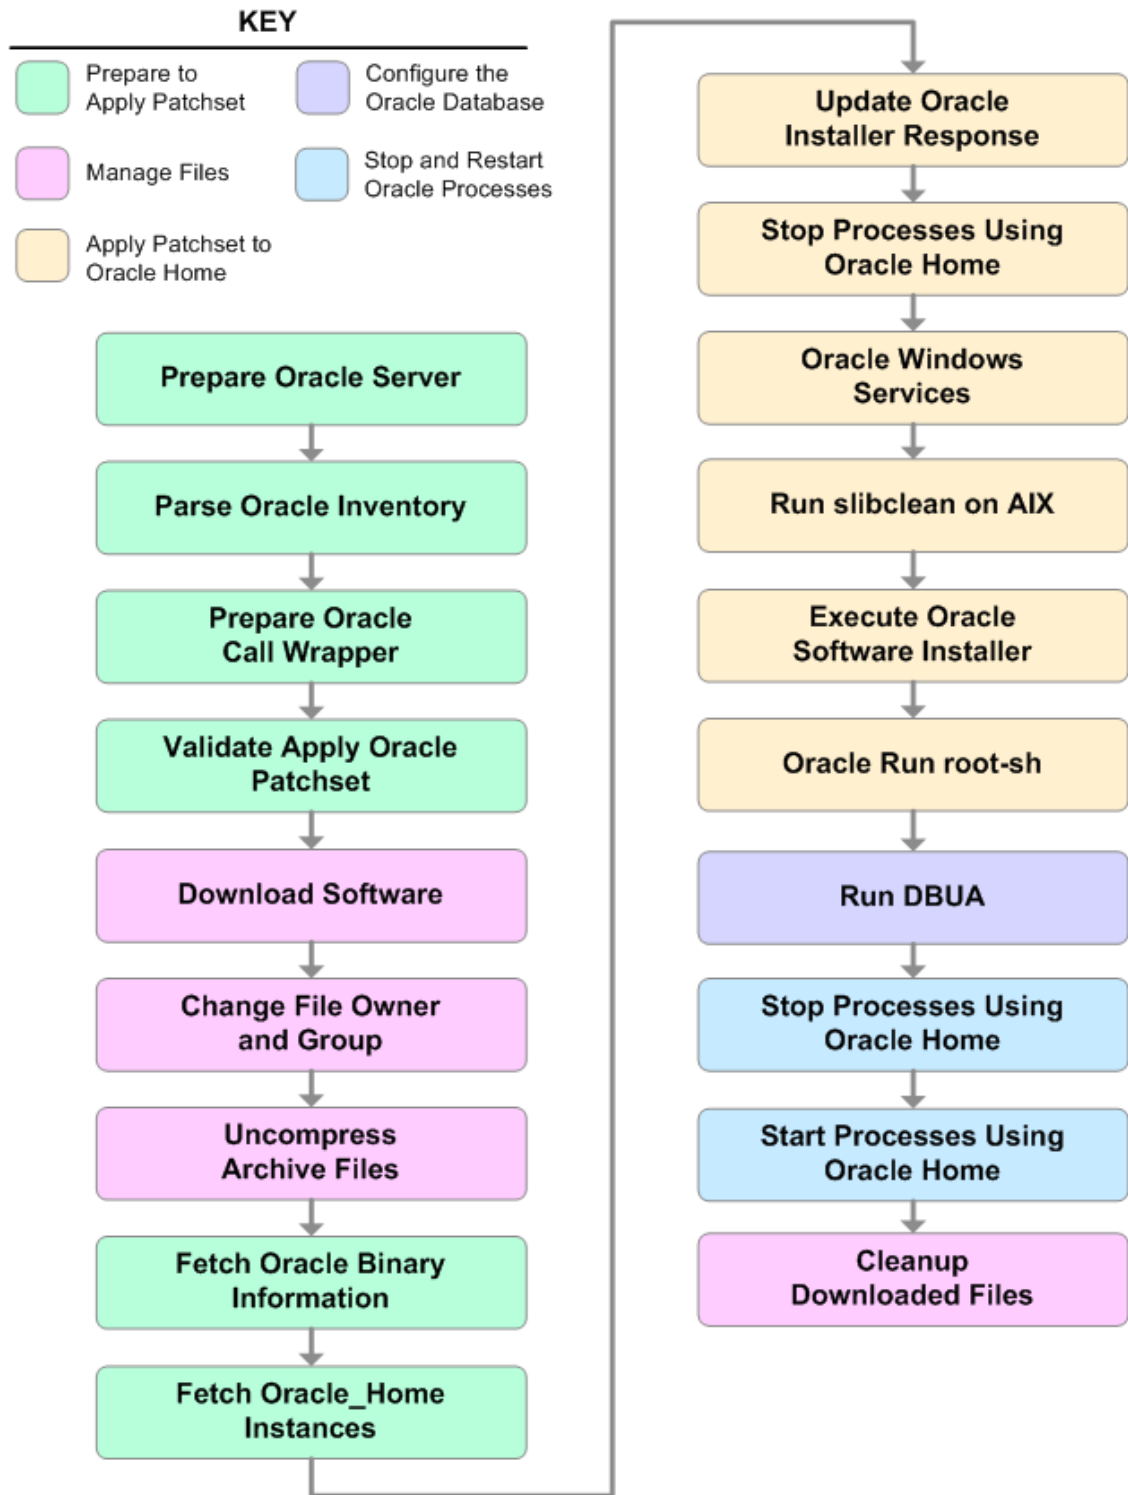 KEY
Prepare to
Apply Patchset
Configure the
Oracle Database
Manage Files
Stop and Restart
Oracle Processes
Apply Patchset to
Oracle Home
Prepare Oracle Server
Parse Oracle Inventory
Prepare Oracle
Call Wrapper
Validate Apply Oracle
Patchset
Download Software
Change File Owner
and Group
Uncompress
Archive Files
Fetch Oracle Binary
Information
Fetch Oracle_Home
Instances
Update Oracle
Installer Response
Stop Processes Using
Oracle Home
Oracle Windows
Services
Run slibclean on AIX
Execute Oracle
Software Installer
Oracle Run root-sh
Run DBUA
Stop Processes Using
Oracle Home
Start Processes Using
Oracle Home
Cleanup
Downloaded Files